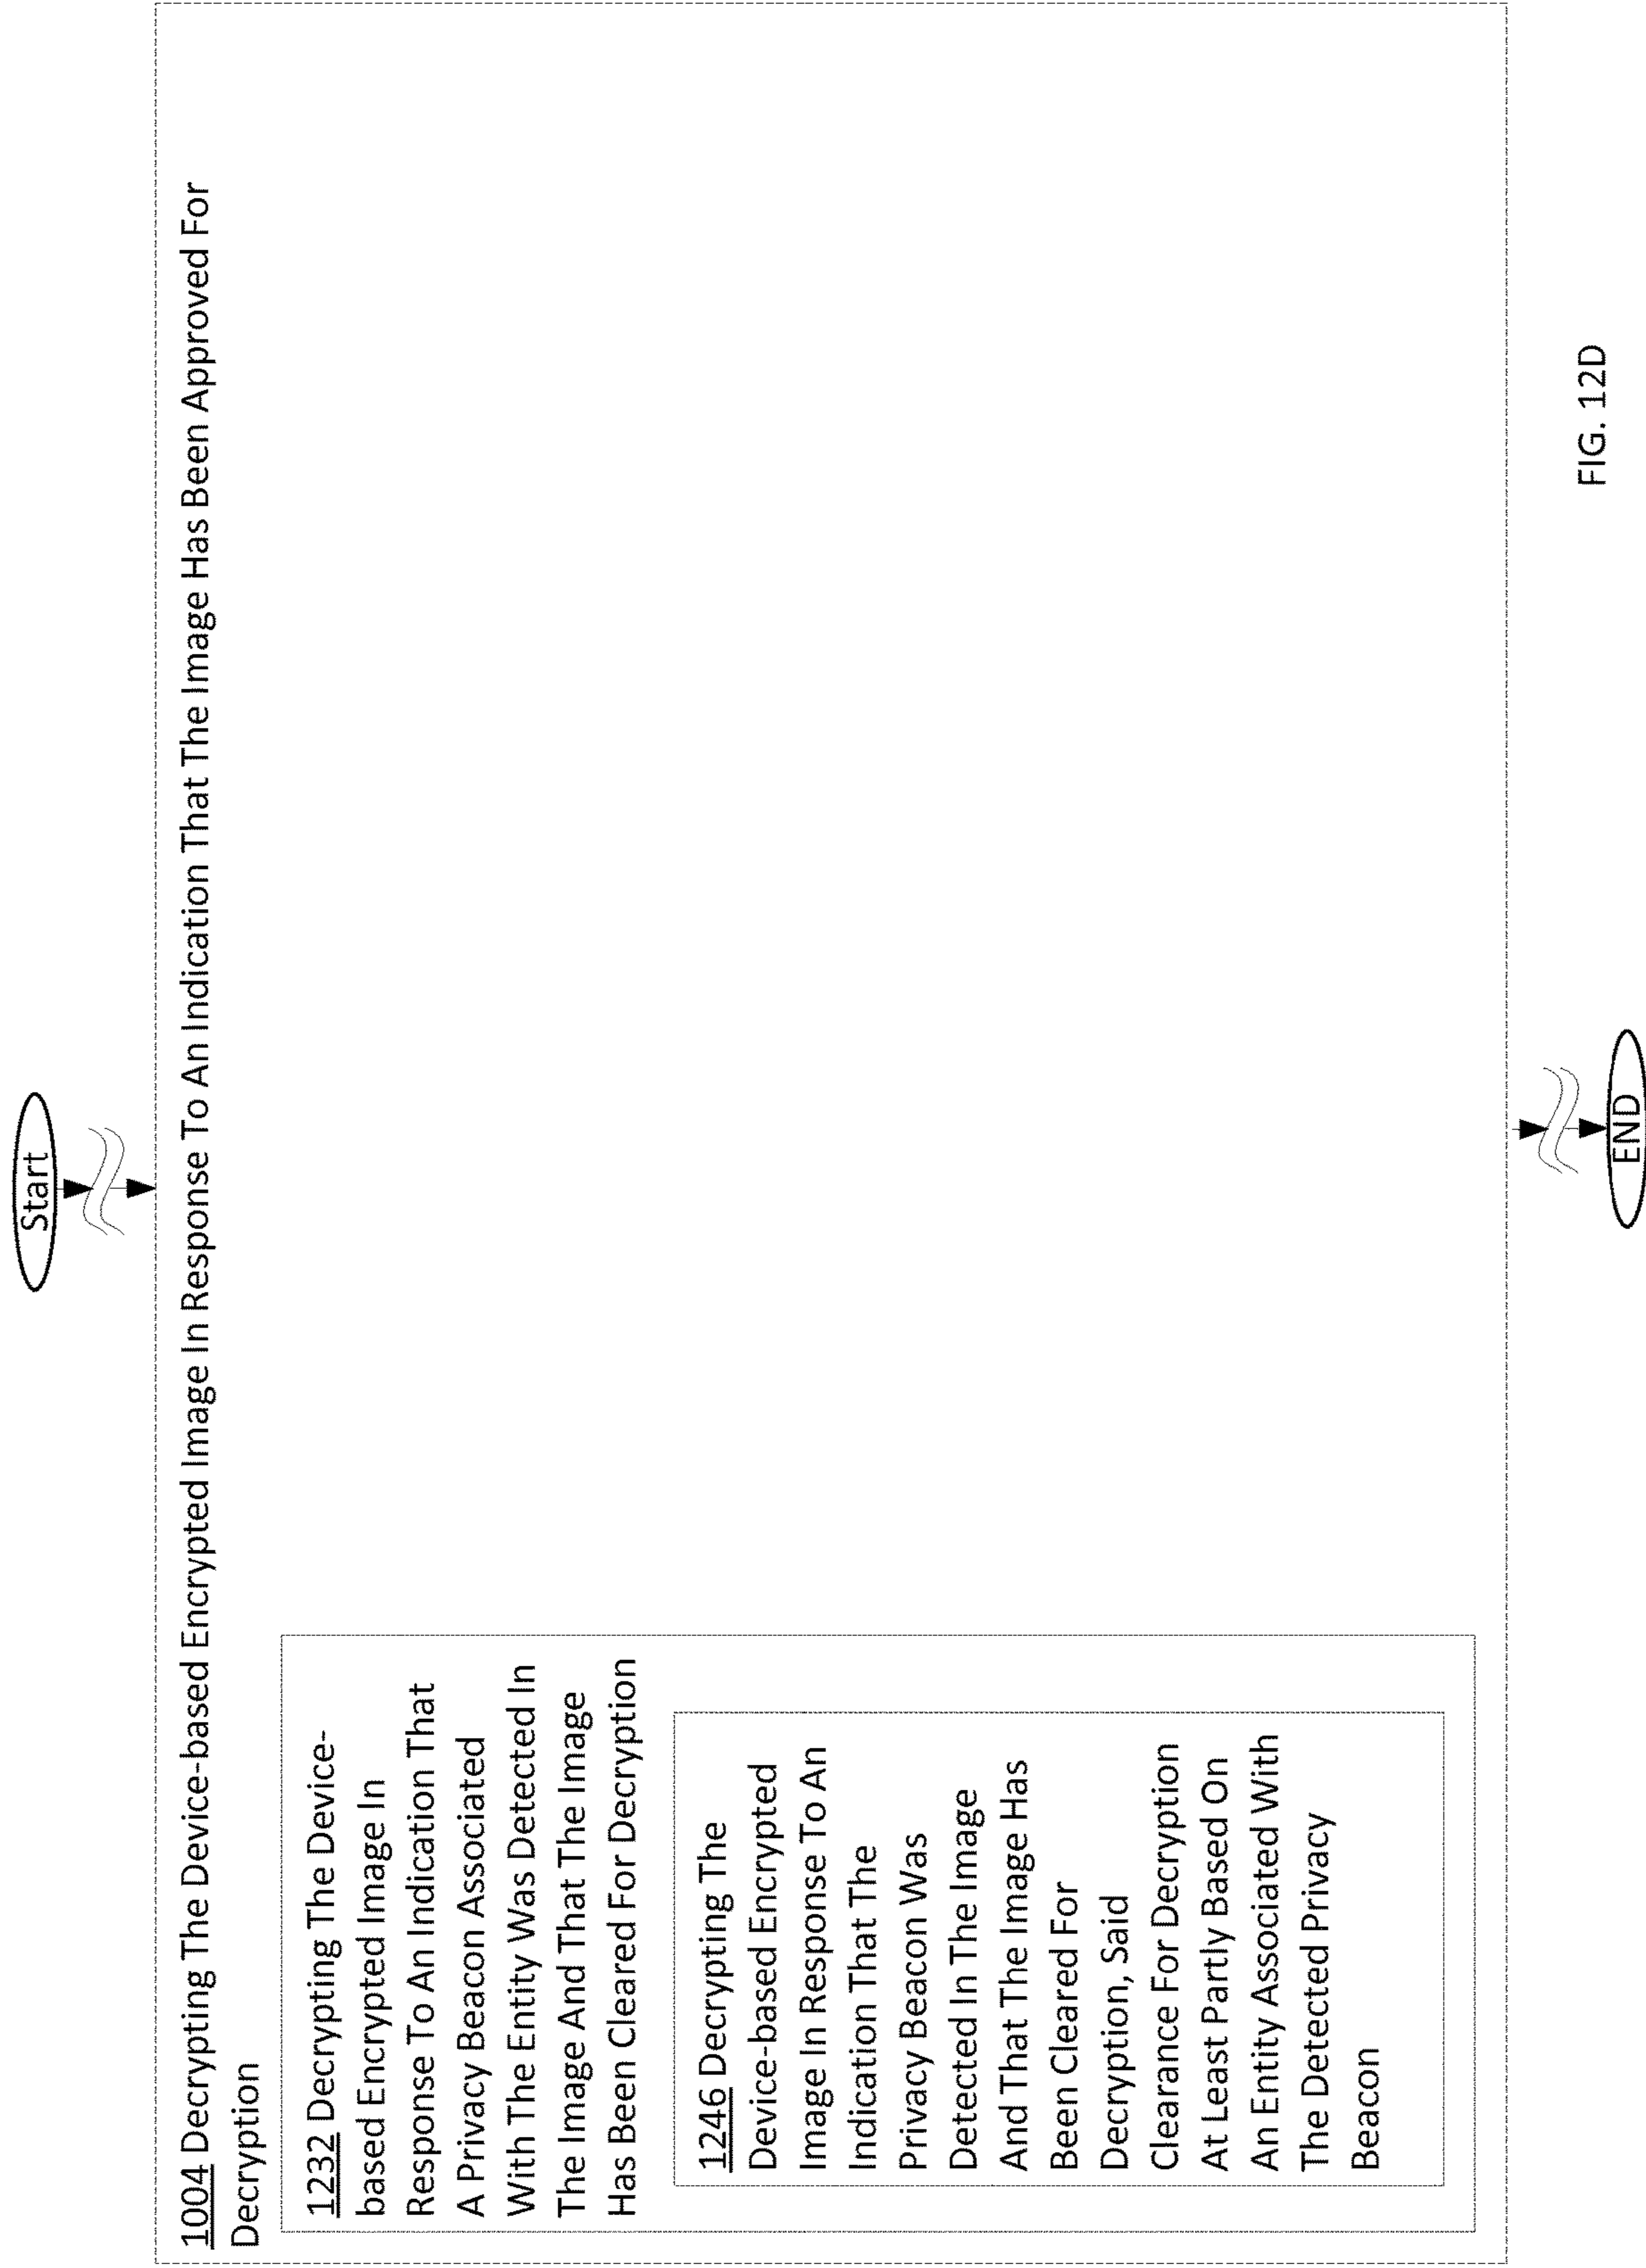 Start
1004 Decrypting The Device-based Encrypted Image In Response To An Indication That The Image Has Been Approved For
Decryption
1232 Decrypting The Device-
based Encrypted Image In
Response To An Indication That
A Privacy Beacon Associated
With The Entity Was Detected In
The Image And That The Image
Has Been Cleared For Decryption
1246 Decrypting The
Device-based Encrypted
Image In Response To An
Indication That The
Privacy Beacon Was
Detected In The Image
And That The Image Has
Been Cleared For
Decryption, Said
Clearance For Decryption
At Least Partly Based On
An Entity Associated With
The Detected Privacy
Beacon
END
FIG. 12D